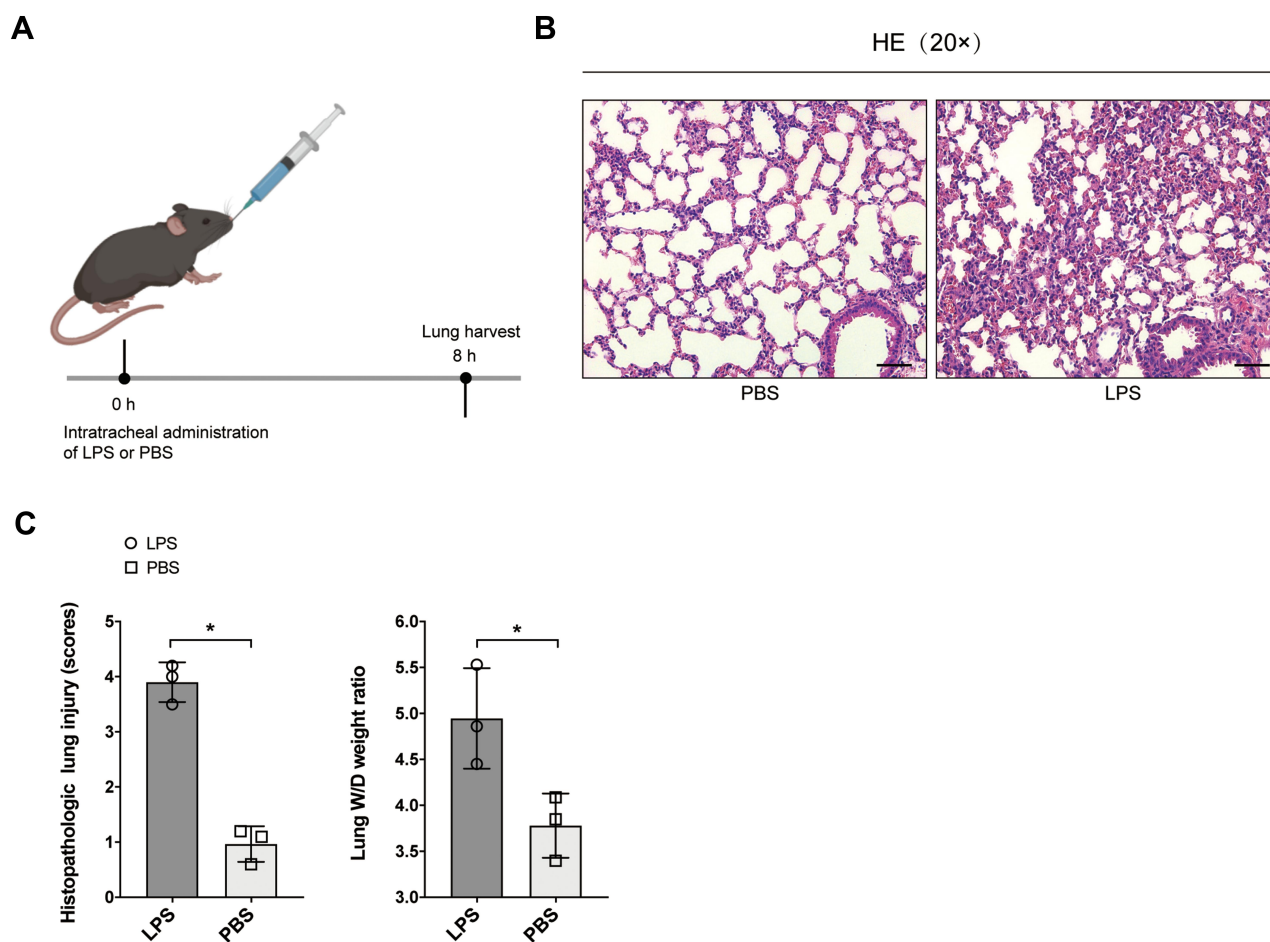 A
Lung harvest
8 h
0 h
Intratracheal administration
of LPS or PBS
B
HE（20×）
PBS
LPS
C
LPS
PBS
Histopathologic lung injury (scores)
5
4
3
2
1
0
*
LPS
PBS
Lung W/D weight ratio
6.0
5.5
5.0
4.5
4.0
3.5
3.0
*
LPS
PBS